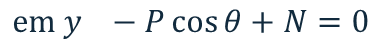 em y − P cos θ + N = 0